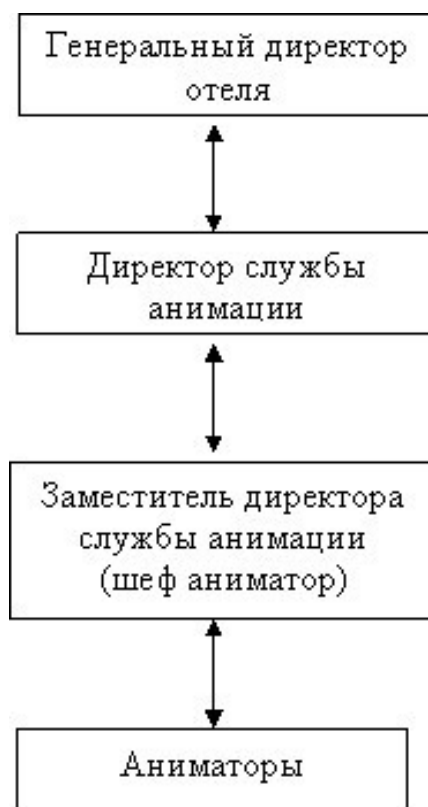 Генеральный директор
отеля
Директор службы
анимации
Заместитель директора
службы анимации
(шеф аниматор)
Аниматоры